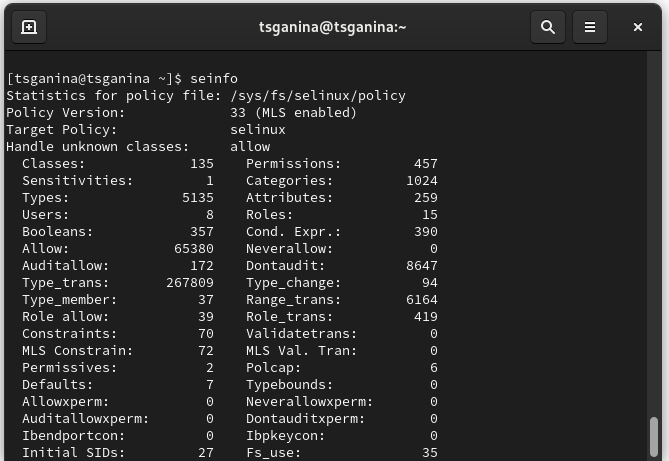 tsganina@tsganina:~
[tsganina@tsganina ~]$ seinfo
Statistics for policy file: /sys/fs/selinux/policy
Policy Version:             33 (MLS enabled)
Target Policy:              selinux
Handle unknown classes:     allow
  Classes:             135    Permissions:         457
  Sensitivities:         1    Categories:         1024
  Types:              5135    Attributes:          259
  Users:                 8    Roles:                15
  Booleans:            357    Cond. Expr.:         390
  Allow:             65380    Neverallow:            0
  Auditallow:          172    Dontaudit:          8647
  Type_trans:       267809    Type_change:          94
  Type_member:          37    Range_trans:        6164
  Role allow:           39    Role_trans:          419
  Constraints:          70    Validatetrans:         0
  MLS Constrain:        72    MLS Val. Tran:         0
  Permissives:           2    Polcap:                6
  Defaults:              7    Typebounds:            0
  Allowxperm:            0    Neverallowxperm:       0
  Auditallowxperm:       0    Dontauditxperm:        0
  Ibendportcon:          0    Ibpkeycon:             0
  Initial SIDs:         27    Fs_use:               35